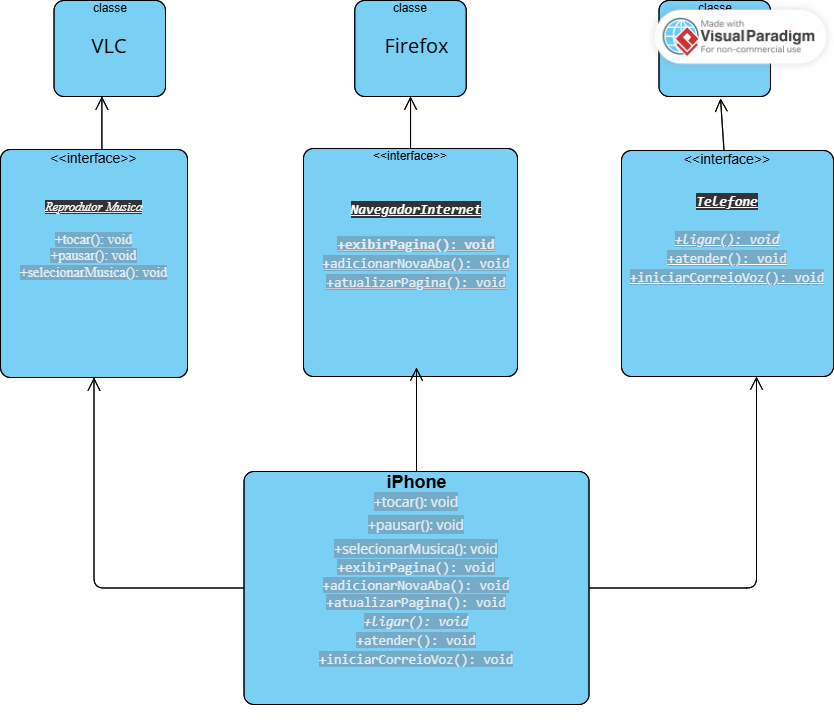 classe
VLC
classe
Firefox
classe
Made with
Visual Paradigm
For non-commercial use
<<interface>>
Reprodutor Musica
+tocar(): void
+pausar(): void
+selecionarMusica(): void
<<interface>>
NavegadorInternet
+exibirPagina(): void
+adicionarNovaAba(): void
+atualizarPagina(): void
<<interface>>
Telefone
+ligar(): void
+atender(): void
+iniciarCorreioVoz(): void
iPhone
+tocar(): void
+pausar(): void
+selecionarMusica(): void
+exibirPagina(): void
+adicionarNovaAba(): void
+atualizarPagina(): void
+ligar(): void
+atender(): void
+iniciarCorreioVoz(): void